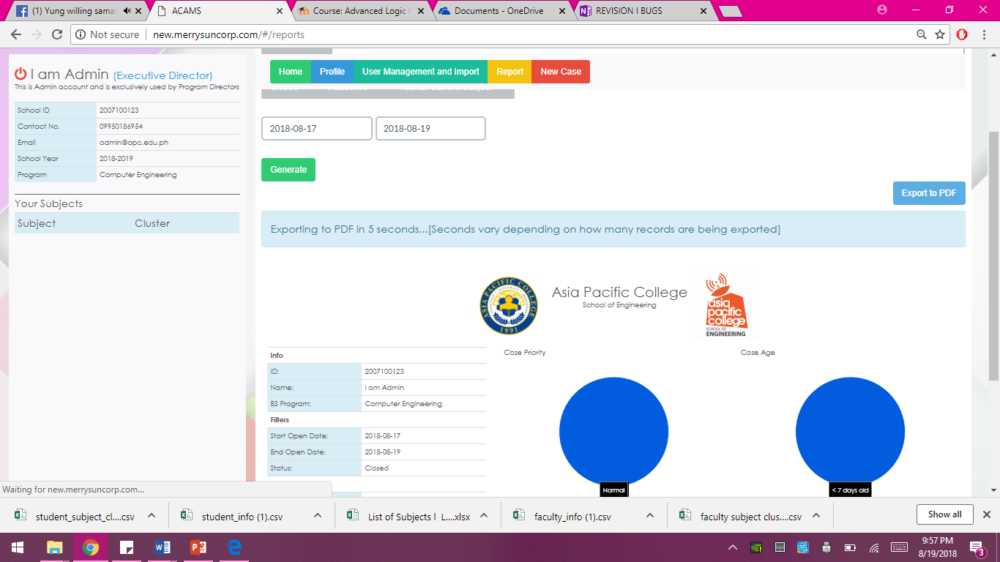 (1) Yung willing samal
ACAMS
Course: Advanced Logic C
Documents - OneDrive
REVISION I BUGS
Not secure
new.merrysuncorp.com/#/reports
I am Admin (Executive Director)
This is Admin account and is exclusively used by Program Directors
School ID 2007100123
Contact No. 09950186954
Email admin@apc.edu.ph
School Year 2018-2019
Program Computer Engineering
Your Subjects
Subject Cluster
Home Profile User Management and Import Report New Case
2018-08-17 2018-08-19
Generate
Export to PDF
Exporting to PDF in 5 seconds...[Seconds vary depending on how many records are being exported]
ASIA PACIFIC COLLEGE
1991
Asia Pacific College
School of Engineering
asia
pacific
college
SCHOOL OF
ENGINEERING
Info
ID: 2007100123
Name: I am Admin
BS Program: Computer Engineering
Filters
Start Open Date: 2018-08-17
End Open Date: 2018-08-19
Status: Closed
Case Priority
Normal
Case Age
< 7 days old
Waiting for new.merrysuncorp.com...
student_subject_cl....csv
student_info (1).csv
List of Subjects l L....xlsx
faculty_info (1).csv
faculty subject clus....csv
Show all
9:57 PM
8/19/2018
3